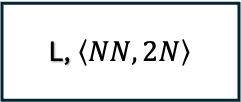 L, ⟨NN, 2N⟩